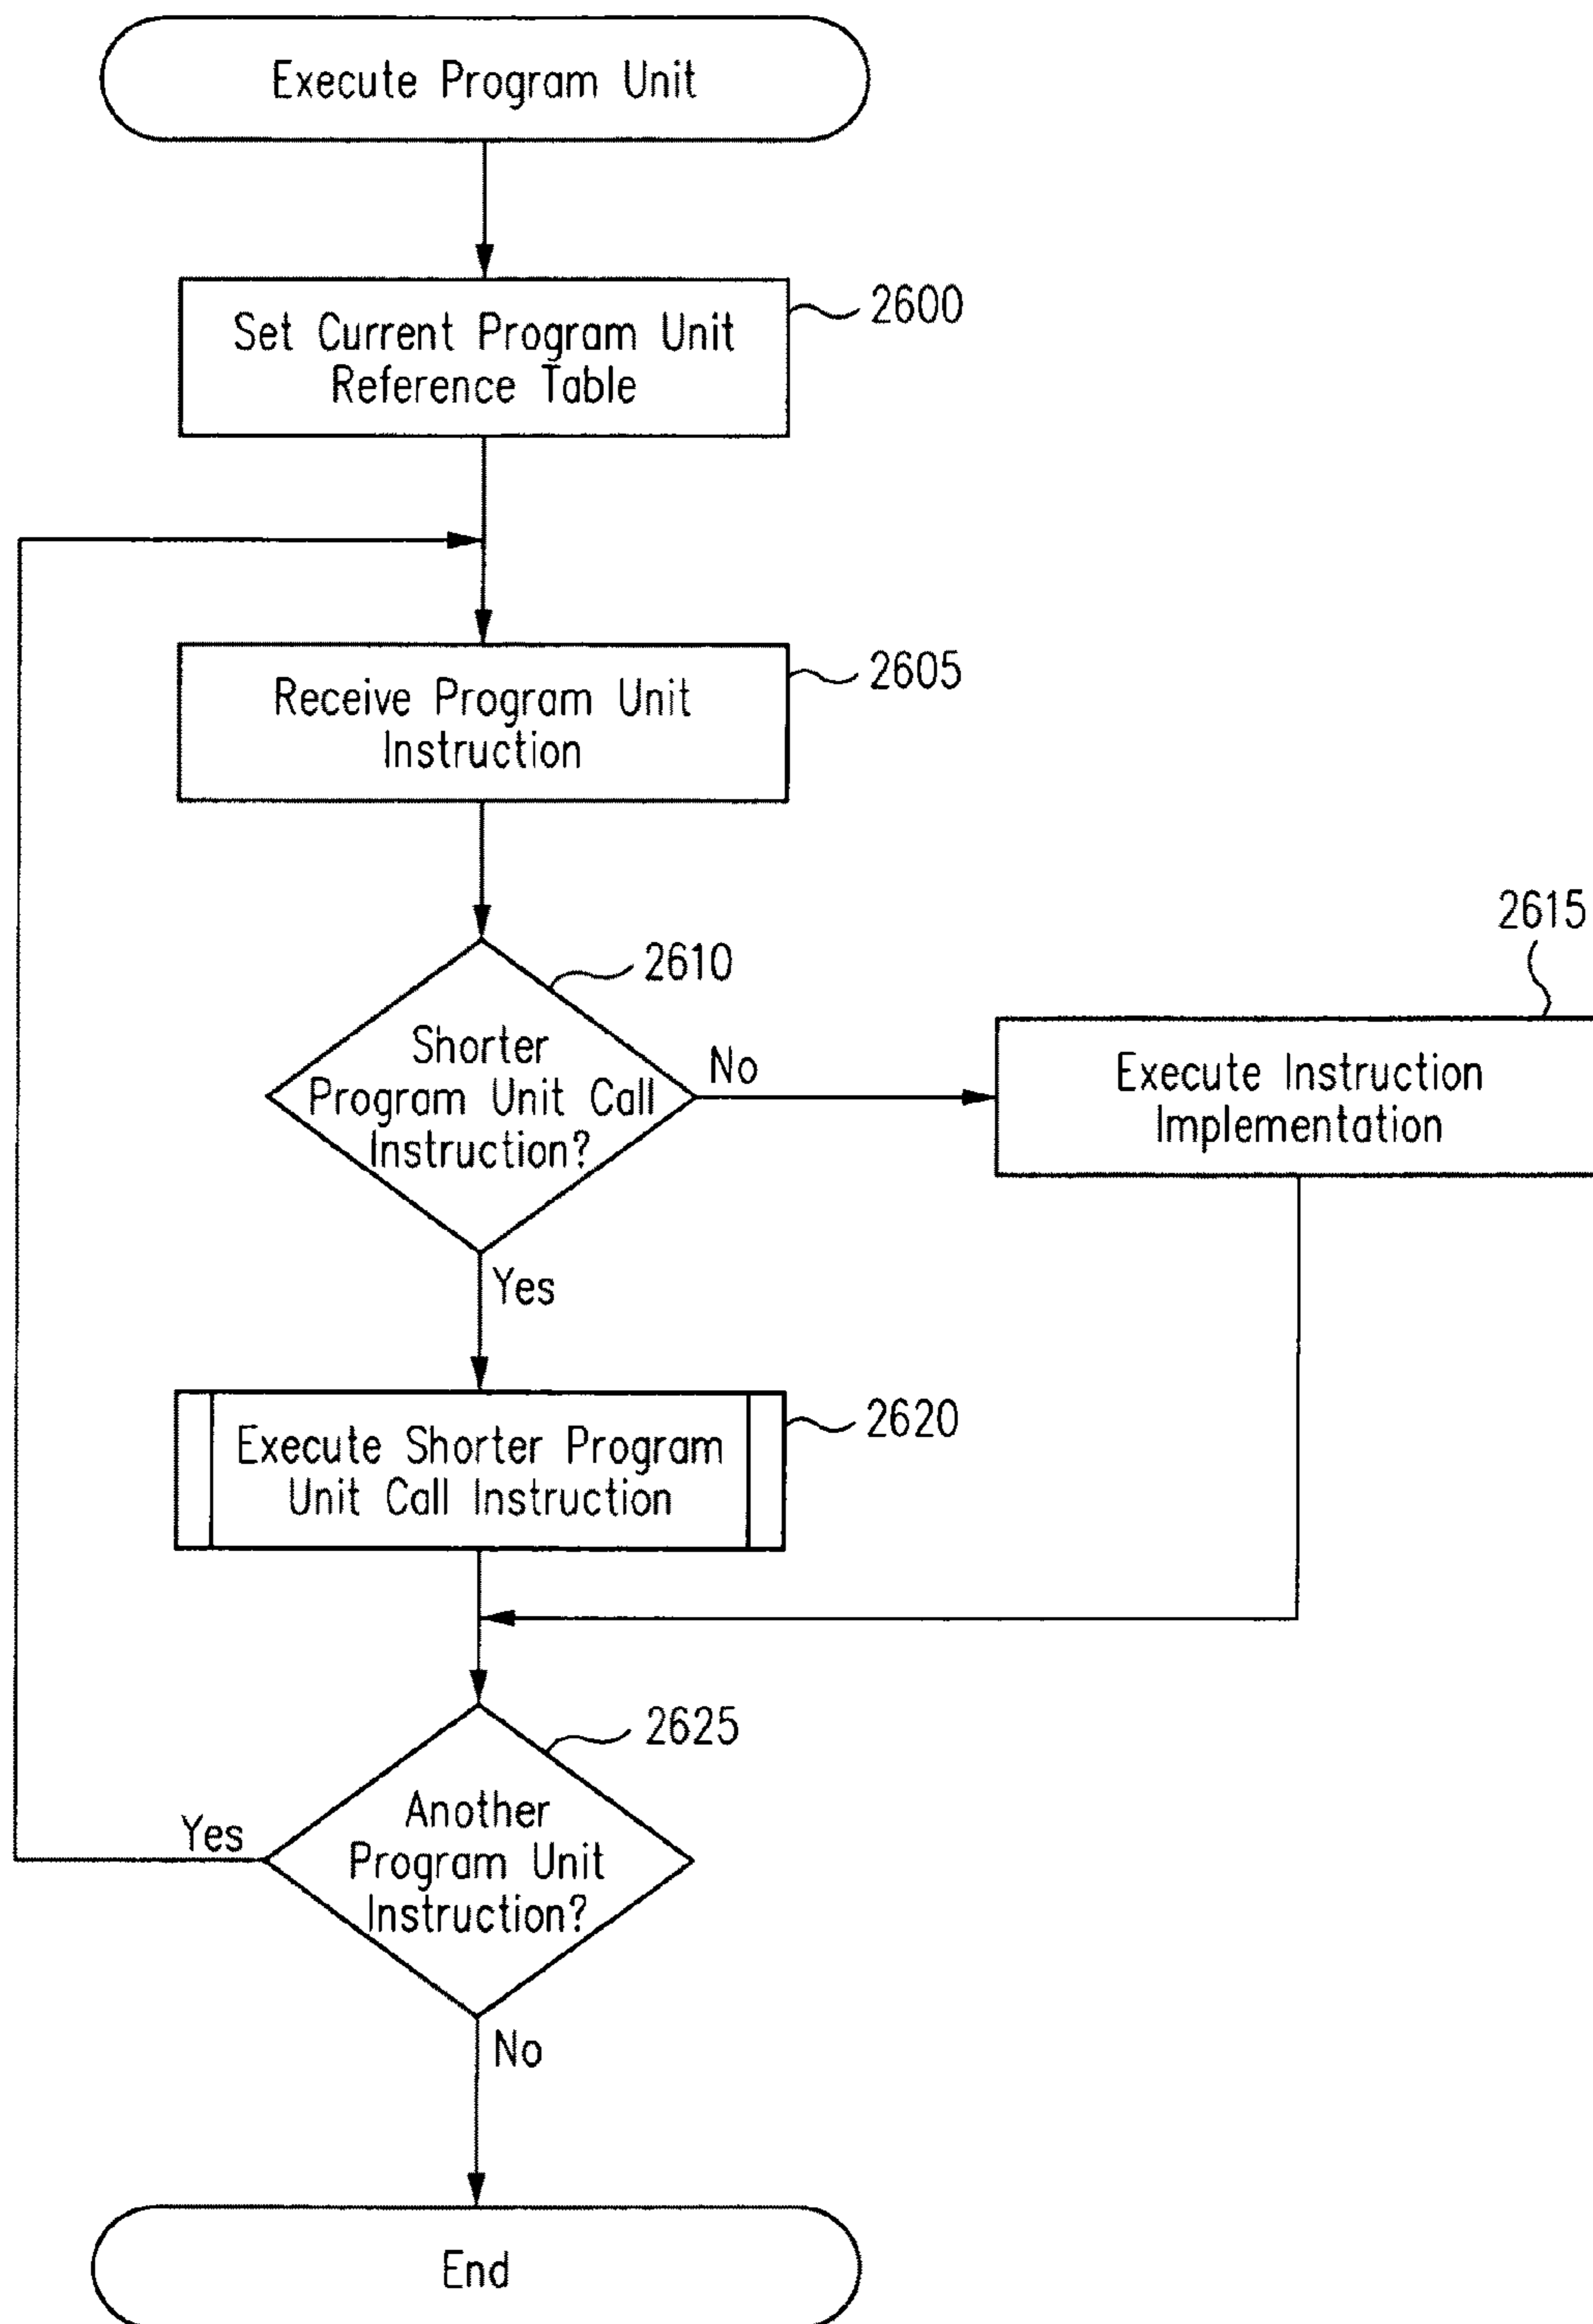 Execute Program Unit
2600
Set Current Program Unit
Reference Table
2605
Receive Program Unit
Instruction
2610
Shorter
Program Unit Call
Instruction?
No
2615
Execute Instruction
Implementation
Yes
2620
Execute Shorter Program
Unit Call Instruction
2625
Another
Program Unit
Instruction?
Yes
No
End